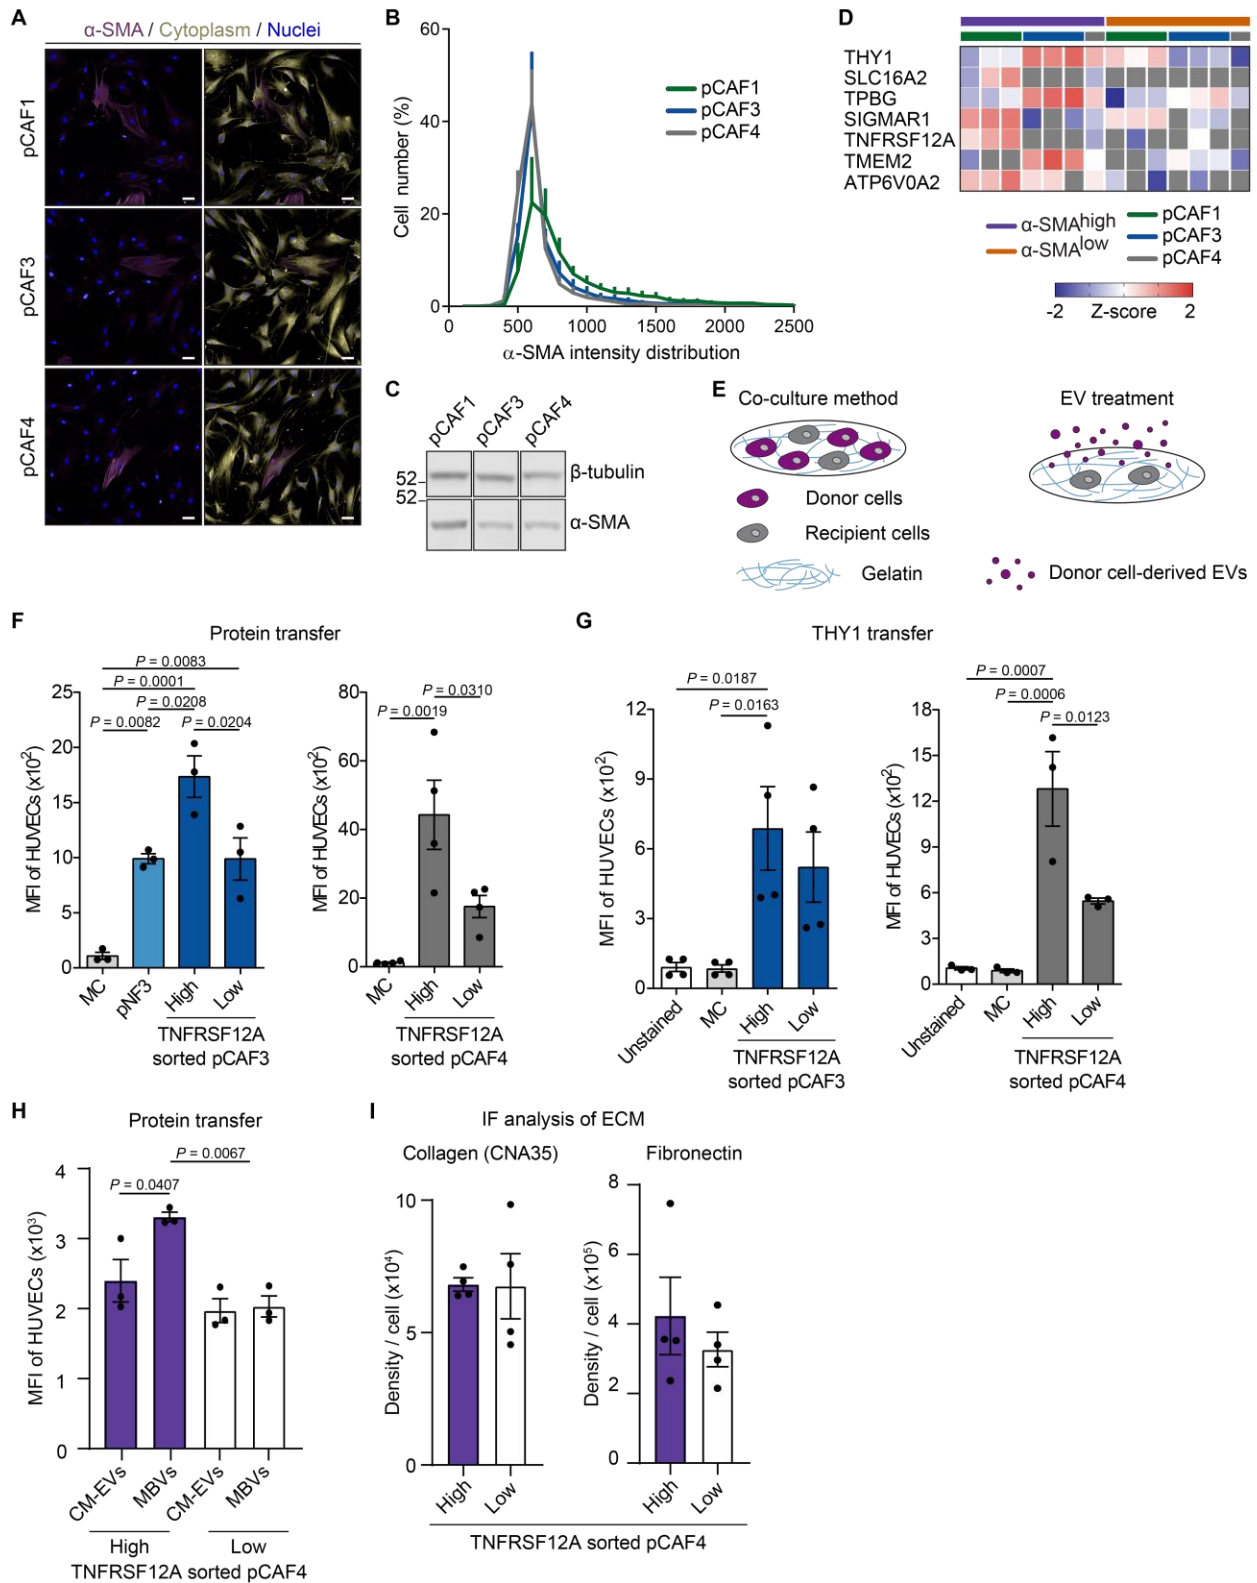 A
α-SMA / Cytoplasm / Nuclei
pCAF1
pCAF3
pCAF4
B
60
40
20
0
Cell number (%)
0 500 1000 1500 2000 2500
α-SMA intensity distribution
pCAF1
pCAF3
pCAF4
C
pCAF1 pCAF3 pCAF4
52
52
β-tubulin
α-SMA
D
THY1
SLC16A2
TPBG
SIGMAR1
TNFRSF12A
TMEM2
ATP6V0A2
α-SMAhigh
α-SMAlow
pCAF1
pCAF3
pCAF4
-2 Z-score 2
E
Co-culture method
EV treatment
Donor cells
Recipient cells
Gelatin
Donor cell-derived EVs
F
Protein transfer
P = 0.0083
P = 0.0001
P = 0.0208
P = 0.0082 P = 0.0204
25
20
15
10
5
0
MFI of HUVECs (x10²)
MC pNF3 High Low
TNFRSF12A
sorted pCAF3
P = 0.0310
P = 0.0019
80
60
40
20
0
MFI of HUVECs (x10²)
MC High Low
TNFRSF12A
sorted pCAF4
G
THY1 transfer
P = 0.0187
P = 0.0163
12
9
6
3
0
MFI of HUVECs (x10²)
Unstained MC High Low
TNFRSF12A
sorted pCAF3
P = 0.0007
P = 0.0006
P = 0.0123
18
15
12
9
6
3
0
MFI of HUVECs (x10²)
Unstained MC High Low
TNFRSF12A
sorted pCAF4
H
Protein transfer
P = 0.0067
P = 0.0407
4
3
2
1
0
MFI of HUVECs (x10³)
CM-EVs MBVs CM-EVs MBVs
High Low
TNFRSF12A sorted pCAF4
I
IF analysis of ECM
Collagen (CNA35)
10
5
0
Density / cell (x10⁴)
High Low
Fibronectin
8
6
4
2
0
Density / cell (x10⁵)
High Low
TNFRSF12A sorted pCAF4